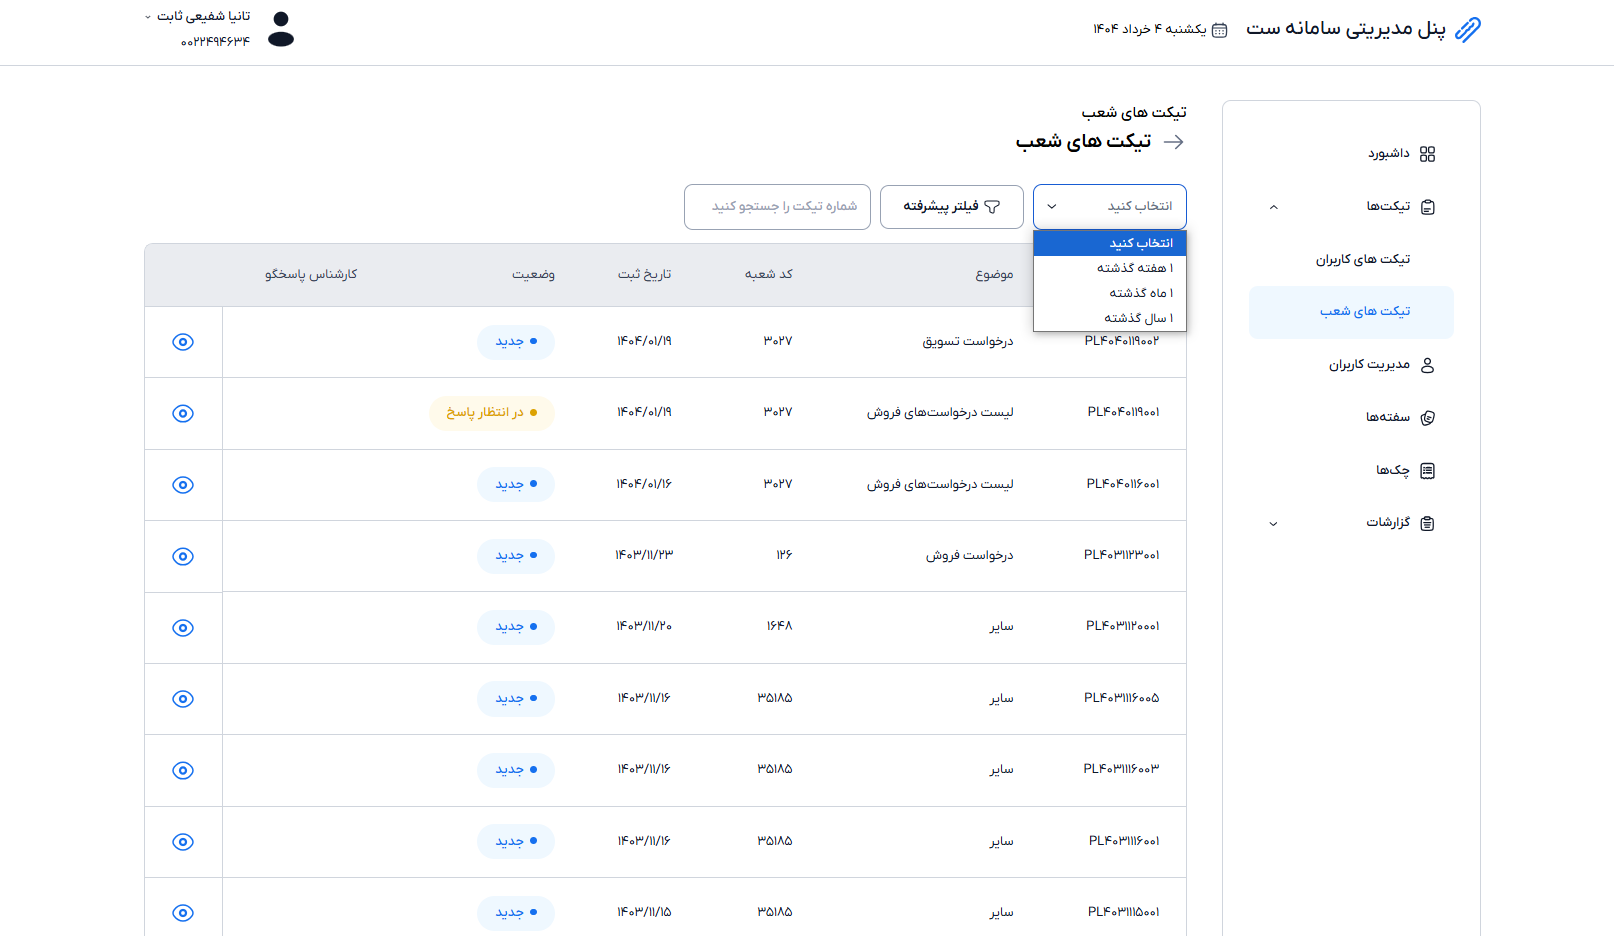 پنل مدیریتی سامانه ست
یکشنبه ۴ خرداد ۱۴۰۴
تانیا شفیعی ثابت
۰۰۲۲۴۹۴۶۳۴
داشبورد
تیکت‌ها
تیکت های کاربران
تیکت های شعب
مدیریت کاربران
سفته‌ها
چک‌ها
گزارشات
تیکت های شعب
تیکت های شعب
انتخاب کنید
فیلتر پیشرفته
شماره تیکت را جستجو کنید
انتخاب کنید
۱ هفته گذشته
۱ ماه گذشته
۱ سال گذشته
موضوع کد شعبه تاریخ ثبت وضعیت کارشناس پاسخگو
PL۴۰۴۰۱۱۹۰۰۲ درخواست تسویق ۳۰۲۷ ۱۴۰۴/۰۱/۱۹ جدید
PL۴۰۴۰۱۱۹۰۰۱ لیست درخواست‌های فروش ۳۰۲۷ ۱۴۰۴/۰۱/۱۹ در انتظار پاسخ
PL۴۰۴۰۱۱۶۰۰۱ لیست درخواست‌های فروش ۳۰۲۷ ۱۴۰۴/۰۱/۱۶ جدید
PL۴۰۳۱۱۲۳۰۰۱ درخواست فروش ۱۲۶ ۱۴۰۳/۱۱/۲۳ جدید
PL۴۰۳۱۱۲۰۰۰۱ سایر ۱۶۴۸ ۱۴۰۳/۱۱/۲۰ جدید
PL۴۰۳۱۱۱۶۰۰۵ سایر ۳۵۱۸۵ ۱۴۰۳/۱۱/۱۶ جدید
PL۴۰۳۱۱۱۶۰۰۳ سایر ۳۵۱۸۵ ۱۴۰۳/۱۱/۱۶ جدید
PL۴۰۳۱۱۱۶۰۰۱ سایر ۳۵۱۸۵ ۱۴۰۳/۱۱/۱۶ جدید
PL۴۰۳۱۱۱۵۰۰۱ سایر ۳۵۱۸۵ ۱۴۰۳/۱۱/۱۵ جدید